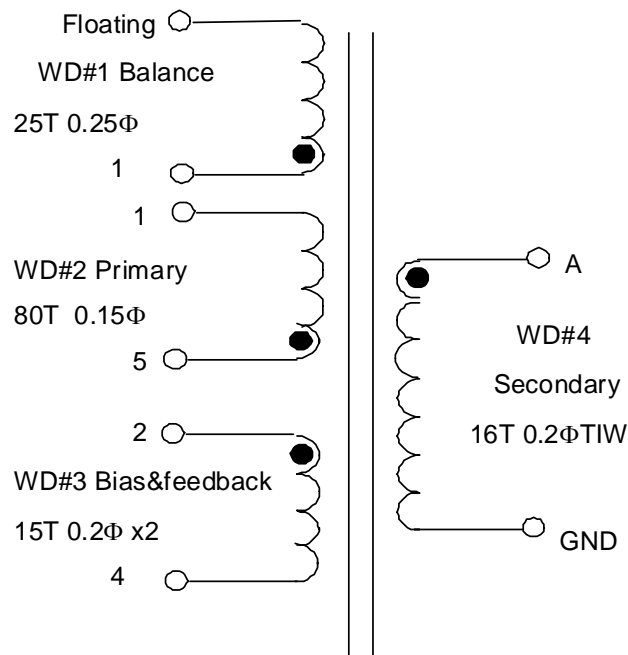 Floating
WD#1 Balance
25T 0.25Φ
1
1
WD#2 Primary
80T 0.15Φ
5
2
WD#3 Bias&feedback
15T 0.2Φ x2
4
A
WD#4
Secondary
16T 0.2ΦTIW
GND